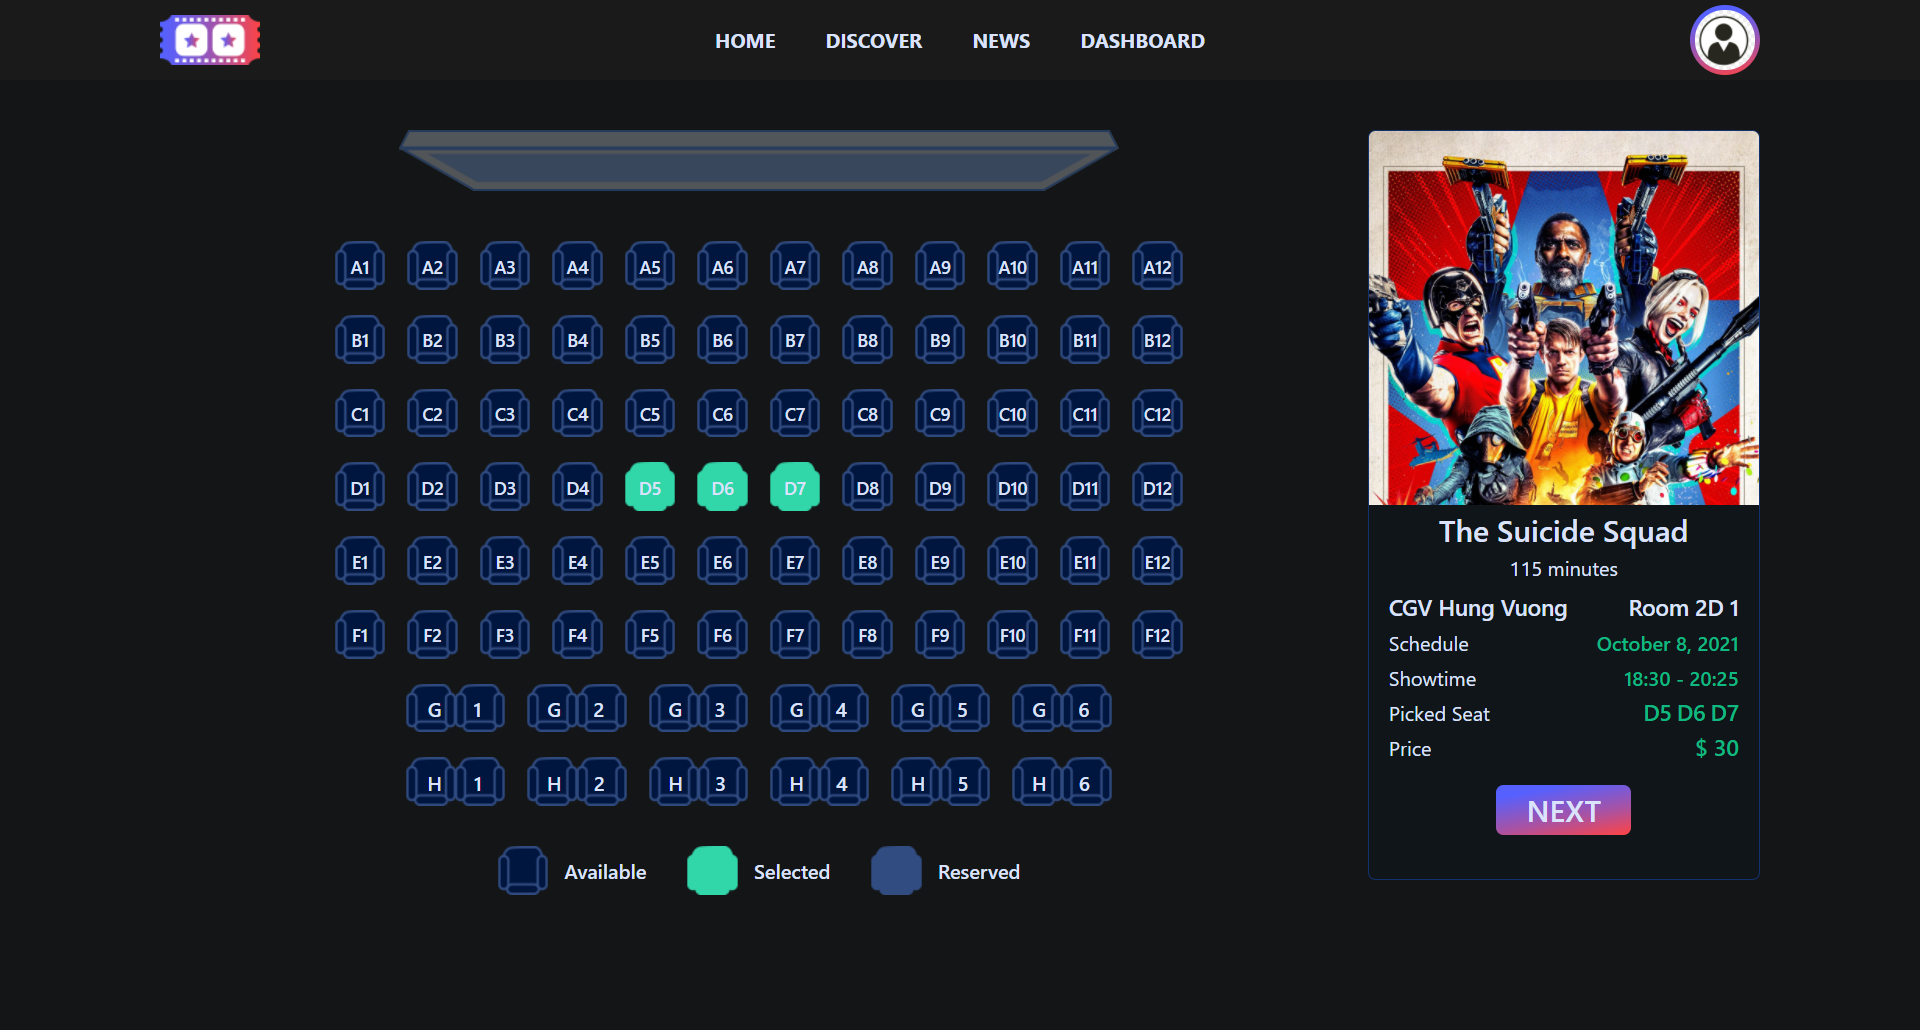 HOME DISCOVER NEWS DASHBOARD
A1 A2 A3 A4 A5 A6 A7 A8 A9 A10 A11 A12
B1 B2 B3 B4 B5 B6 B7 B8 B9 B10 B11 B12
C1 C2 C3 C4 C5 C6 C7 C8 C9 C10 C11 C12
D1 D2 D3 D4 D5 D6 D7 D8 D9 D10 D11 D12
E1 E2 E3 E4 E5 E6 E7 E8 E9 E10 E11 E12
F1 F2 F3 F4 F5 F6 F7 F8 F9 F10 F11 F12
G 1 G 2 G 3 G 4 G 5 G 6
H 1 H 2 H 3 H 4 H 5 H 6
Available Selected Reserved
The Suicide Squad
115 minutes
CGV Hung Vuong Room 2D 1
Schedule October 8, 2021
Showtime 18:30 - 20:25
Picked Seat D5 D6 D7
Price $ 30
NEXT